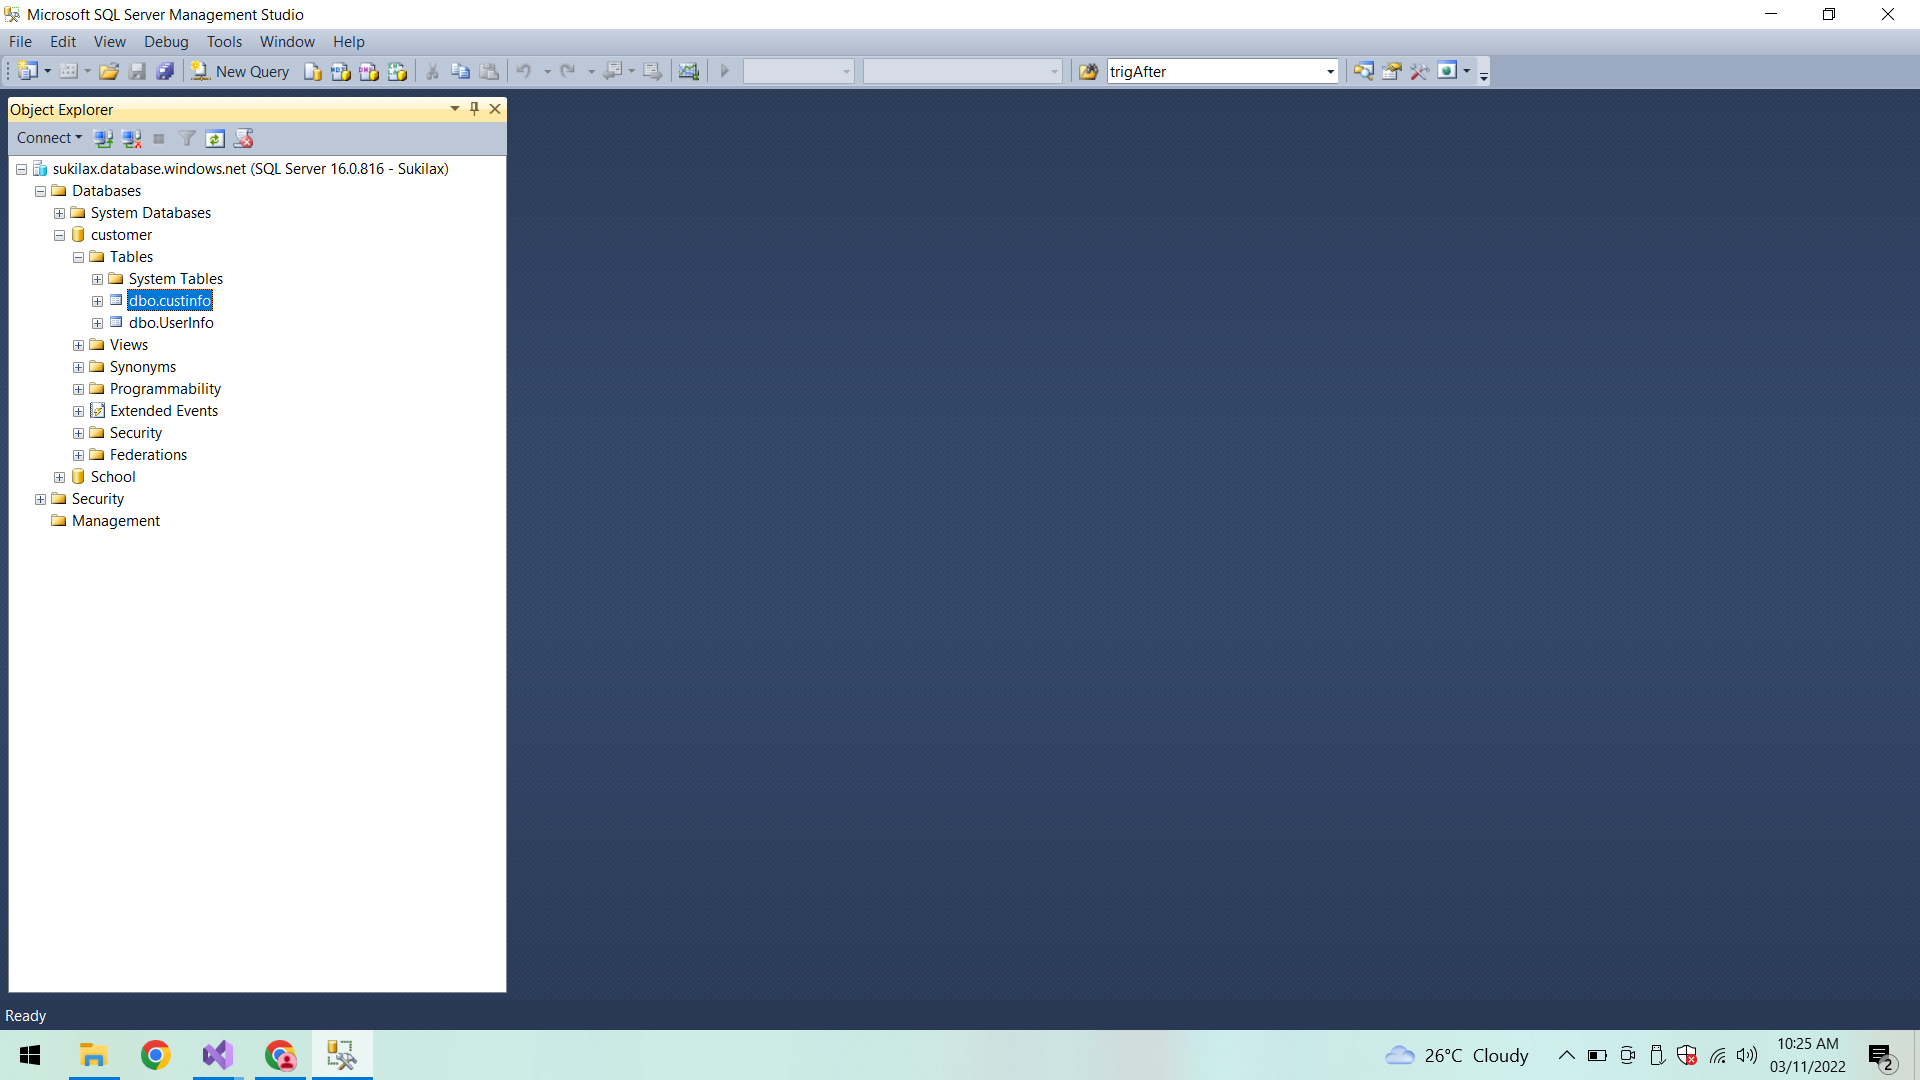 Microsoft SQL Server Management Studio
File Edit View Debug Tools Window Help
New Query trigAfter
Object Explorer
Connect
sukilax.database.windows.net (SQL Server 16.0.816 - Sukilax)
Databases
System Databases
customer
Tables
System Tables
dbo.custinfo
dbo.UserInfo
Views
Synonyms
Programmability
Extended Events
Security
Federations
School
Security
Management
Ready
26°C Cloudy
10:25 AM
03/11/2022
2